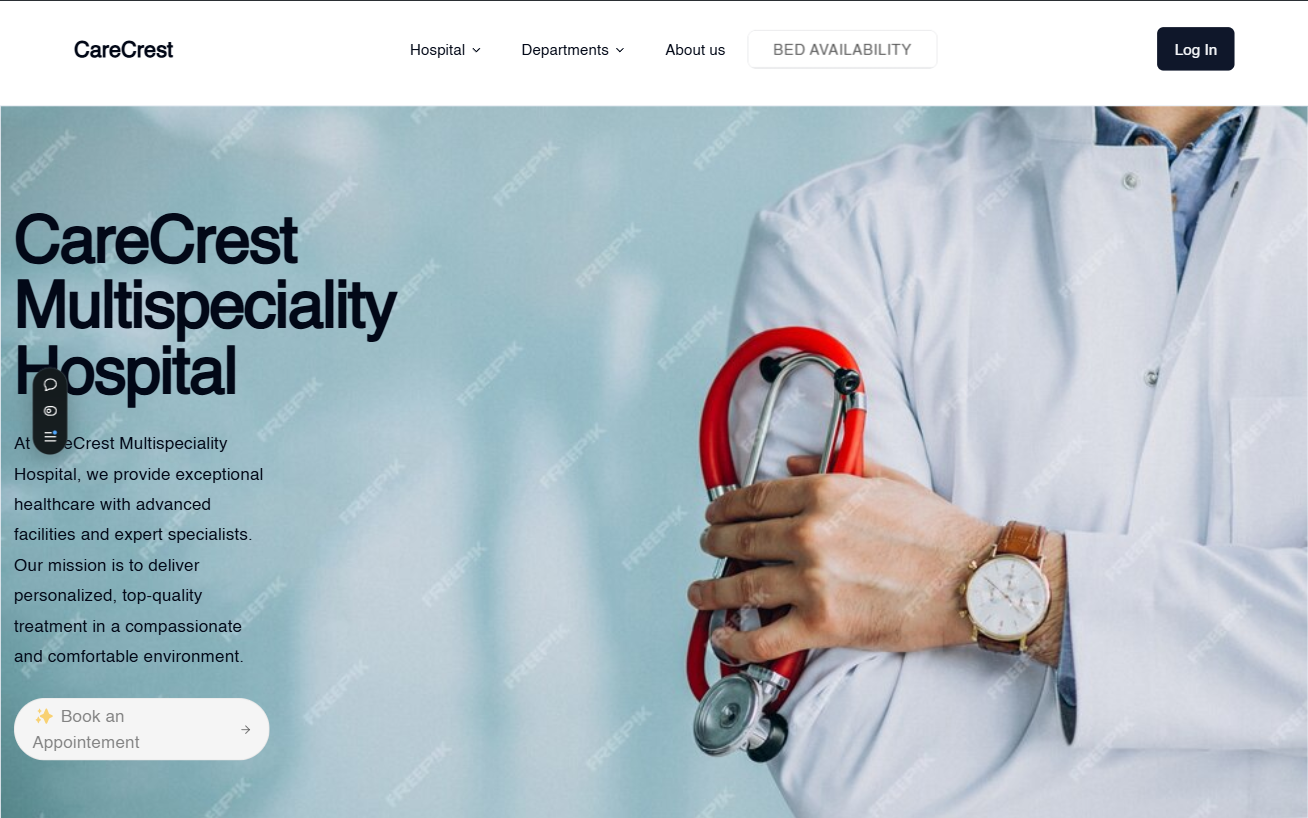 CareCrest
Hospital
Departments
About us
BED AVAILABILITY
Log In
CareCrest
Multispeciality
Hospital
At CareCrest Multispeciality
Hospital, we provide exceptional
healthcare with advanced
facilities and expert specialists.
Our mission is to deliver
personalized, top-quality
treatment in a compassionate
and comfortable environment.
✨ Book an
Appointement
FREEPIK